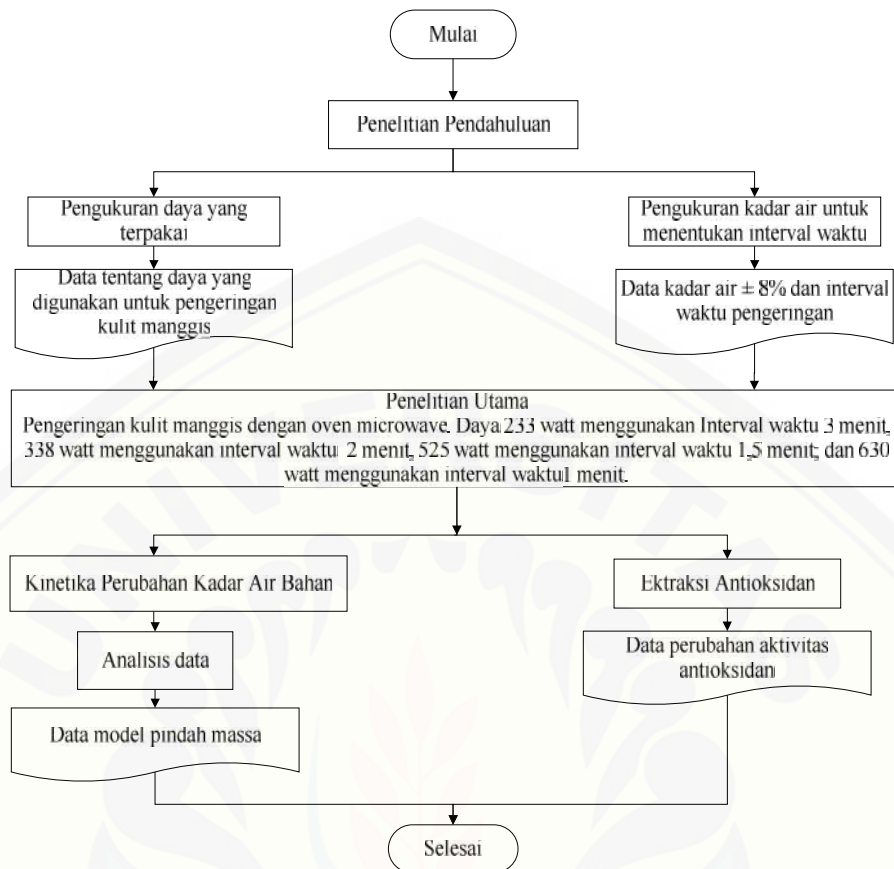 Mulai
Penelitian Pendahuluan
Pengukuran daya yang
terpakai
Pengukuran kadar air untuk
menentukan interval waktu
Data tentang daya yang
digunakan untuk pengeringan
kulit manggis
Data kadar air ± 8% dan interval
waktu pengeringan
Penelitian Utama
Pengeringan kulit manggis dengan oven microwave. Daya 233 watt menggunakan Interval waktu 3 menit,
338 watt menggunakan interval waktu 2 menit, 525 watt menggunakan interval waktu 1,5 menit; dan 630
watt menggunakan interval waktu1 menit.
Kinetika Perubahan Kadar Air Bahan
Ektraksi Antioksidan
Analisis data
Data perubahan aktivitas
antioksidan
Data model pindah massa
Selesai
UNIVERSITAS